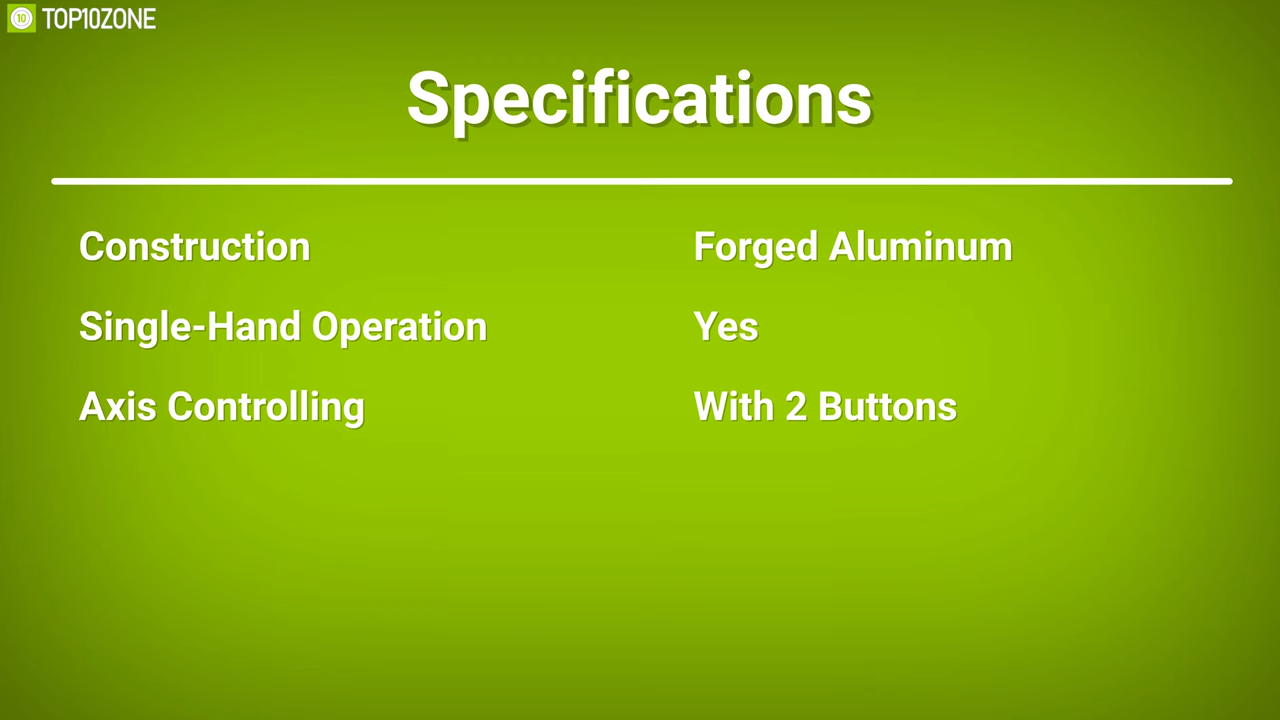 10 TOP10ZONE
Specifications
Construction Forged Aluminum
Single-Hand Operation Yes
Axis Controlling With 2 Buttons